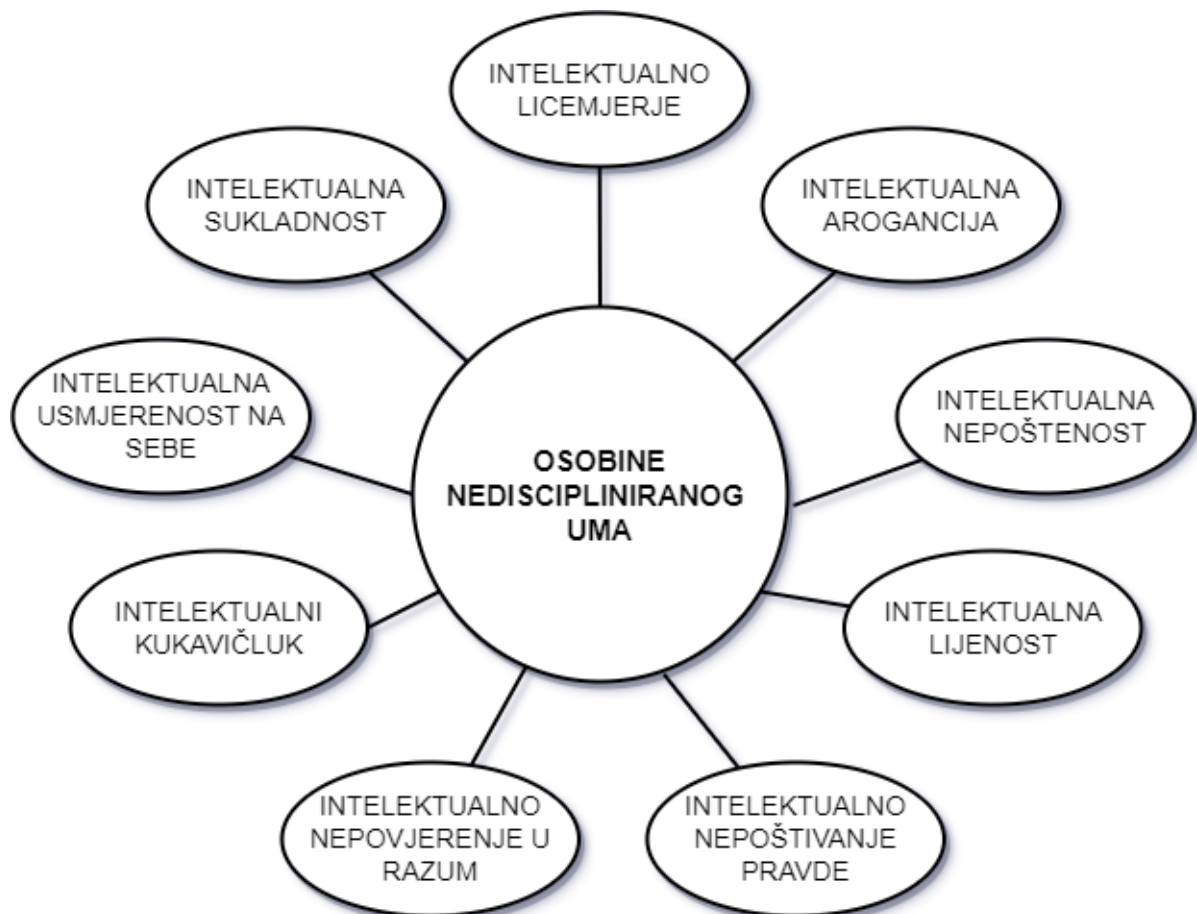 INTELEKTUALNO
LICEMJERJE
INTELEKTUALNA
SUKLADNOST
INTELEKTUALNA
AROGANCIJA
INTELEKTUALNA
USMJERENOST NA
SEBE
INTELEKTUALNA
NEPOŠTENOST
OSOBINE
NEDISCIPLINIRANOG
UMA
INTELEKTUALNI
KUKAVIČLUK
INTELEKTUALNA
LIJENOST
INTELEKTUALNO
NEPOVJERENJE U
RAZUM
INTELEKTUALNO
NEPOŠTIVANJE
PRAVDE